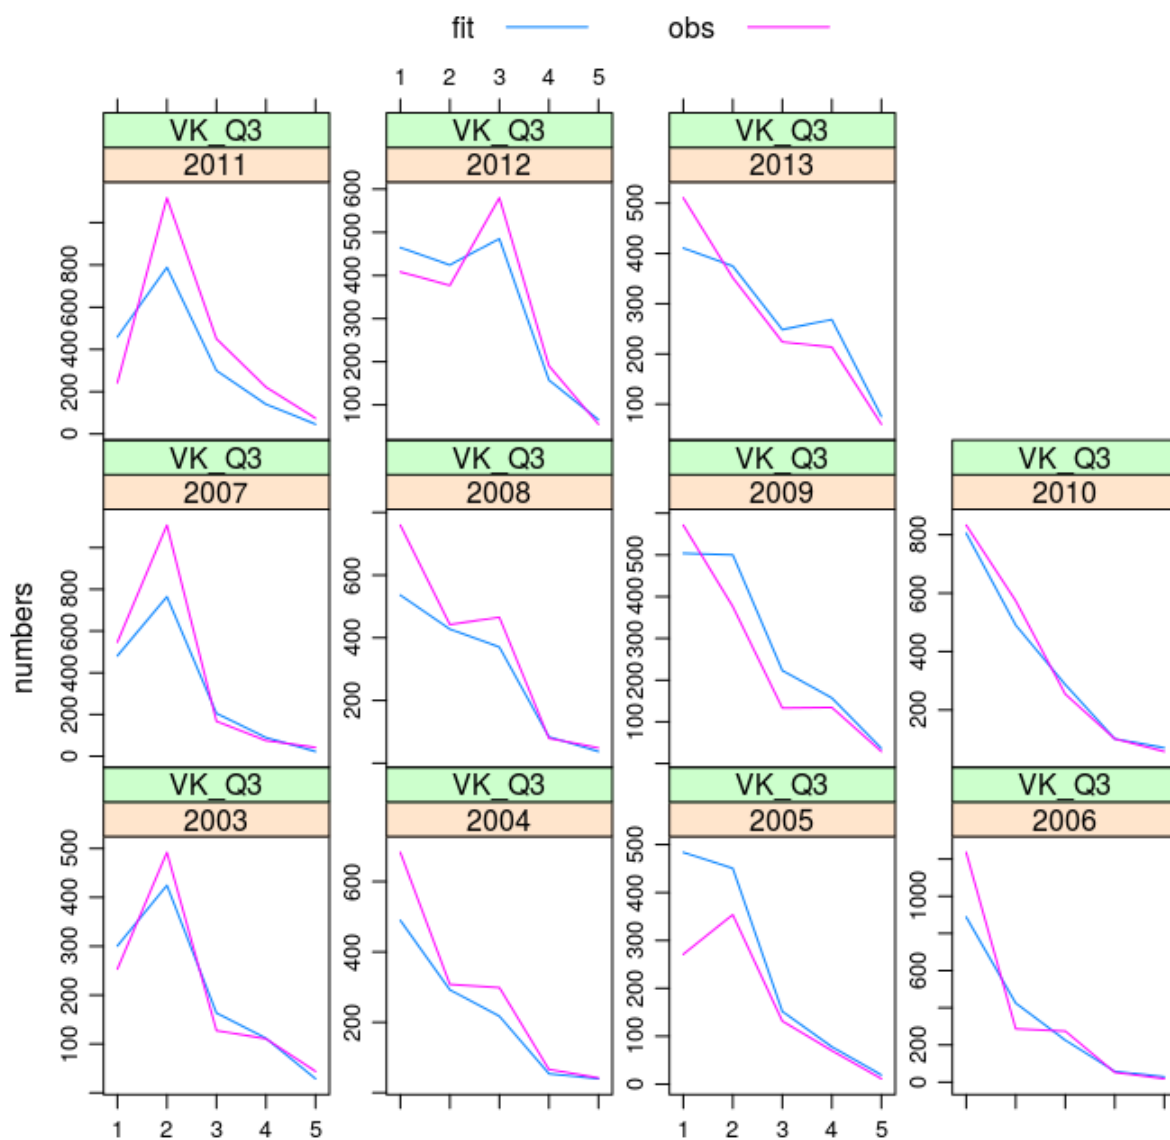 fit obs
1 2 3 4 5
VK_Q3 VK_Q3 VK_Q3
2011 2012 2013
0 200 400 600 800
100 200 300 400 500 600
100 200 300 400 500
VK_Q3 VK_Q3 VK_Q3 VK_Q3
2007 2008 2009 2010
numbers
0 200 400 600 800
200 400 600
100 200 300 400 500
200 400 600 800
VK_Q3 VK_Q3 VK_Q3 VK_Q3
2003 2004 2005 2006
100 200 300 400 500
200 400 600
0 100 200 300 400 500
0 200 400 600 1000
1 2 3 4 5 1 2 3 4 5